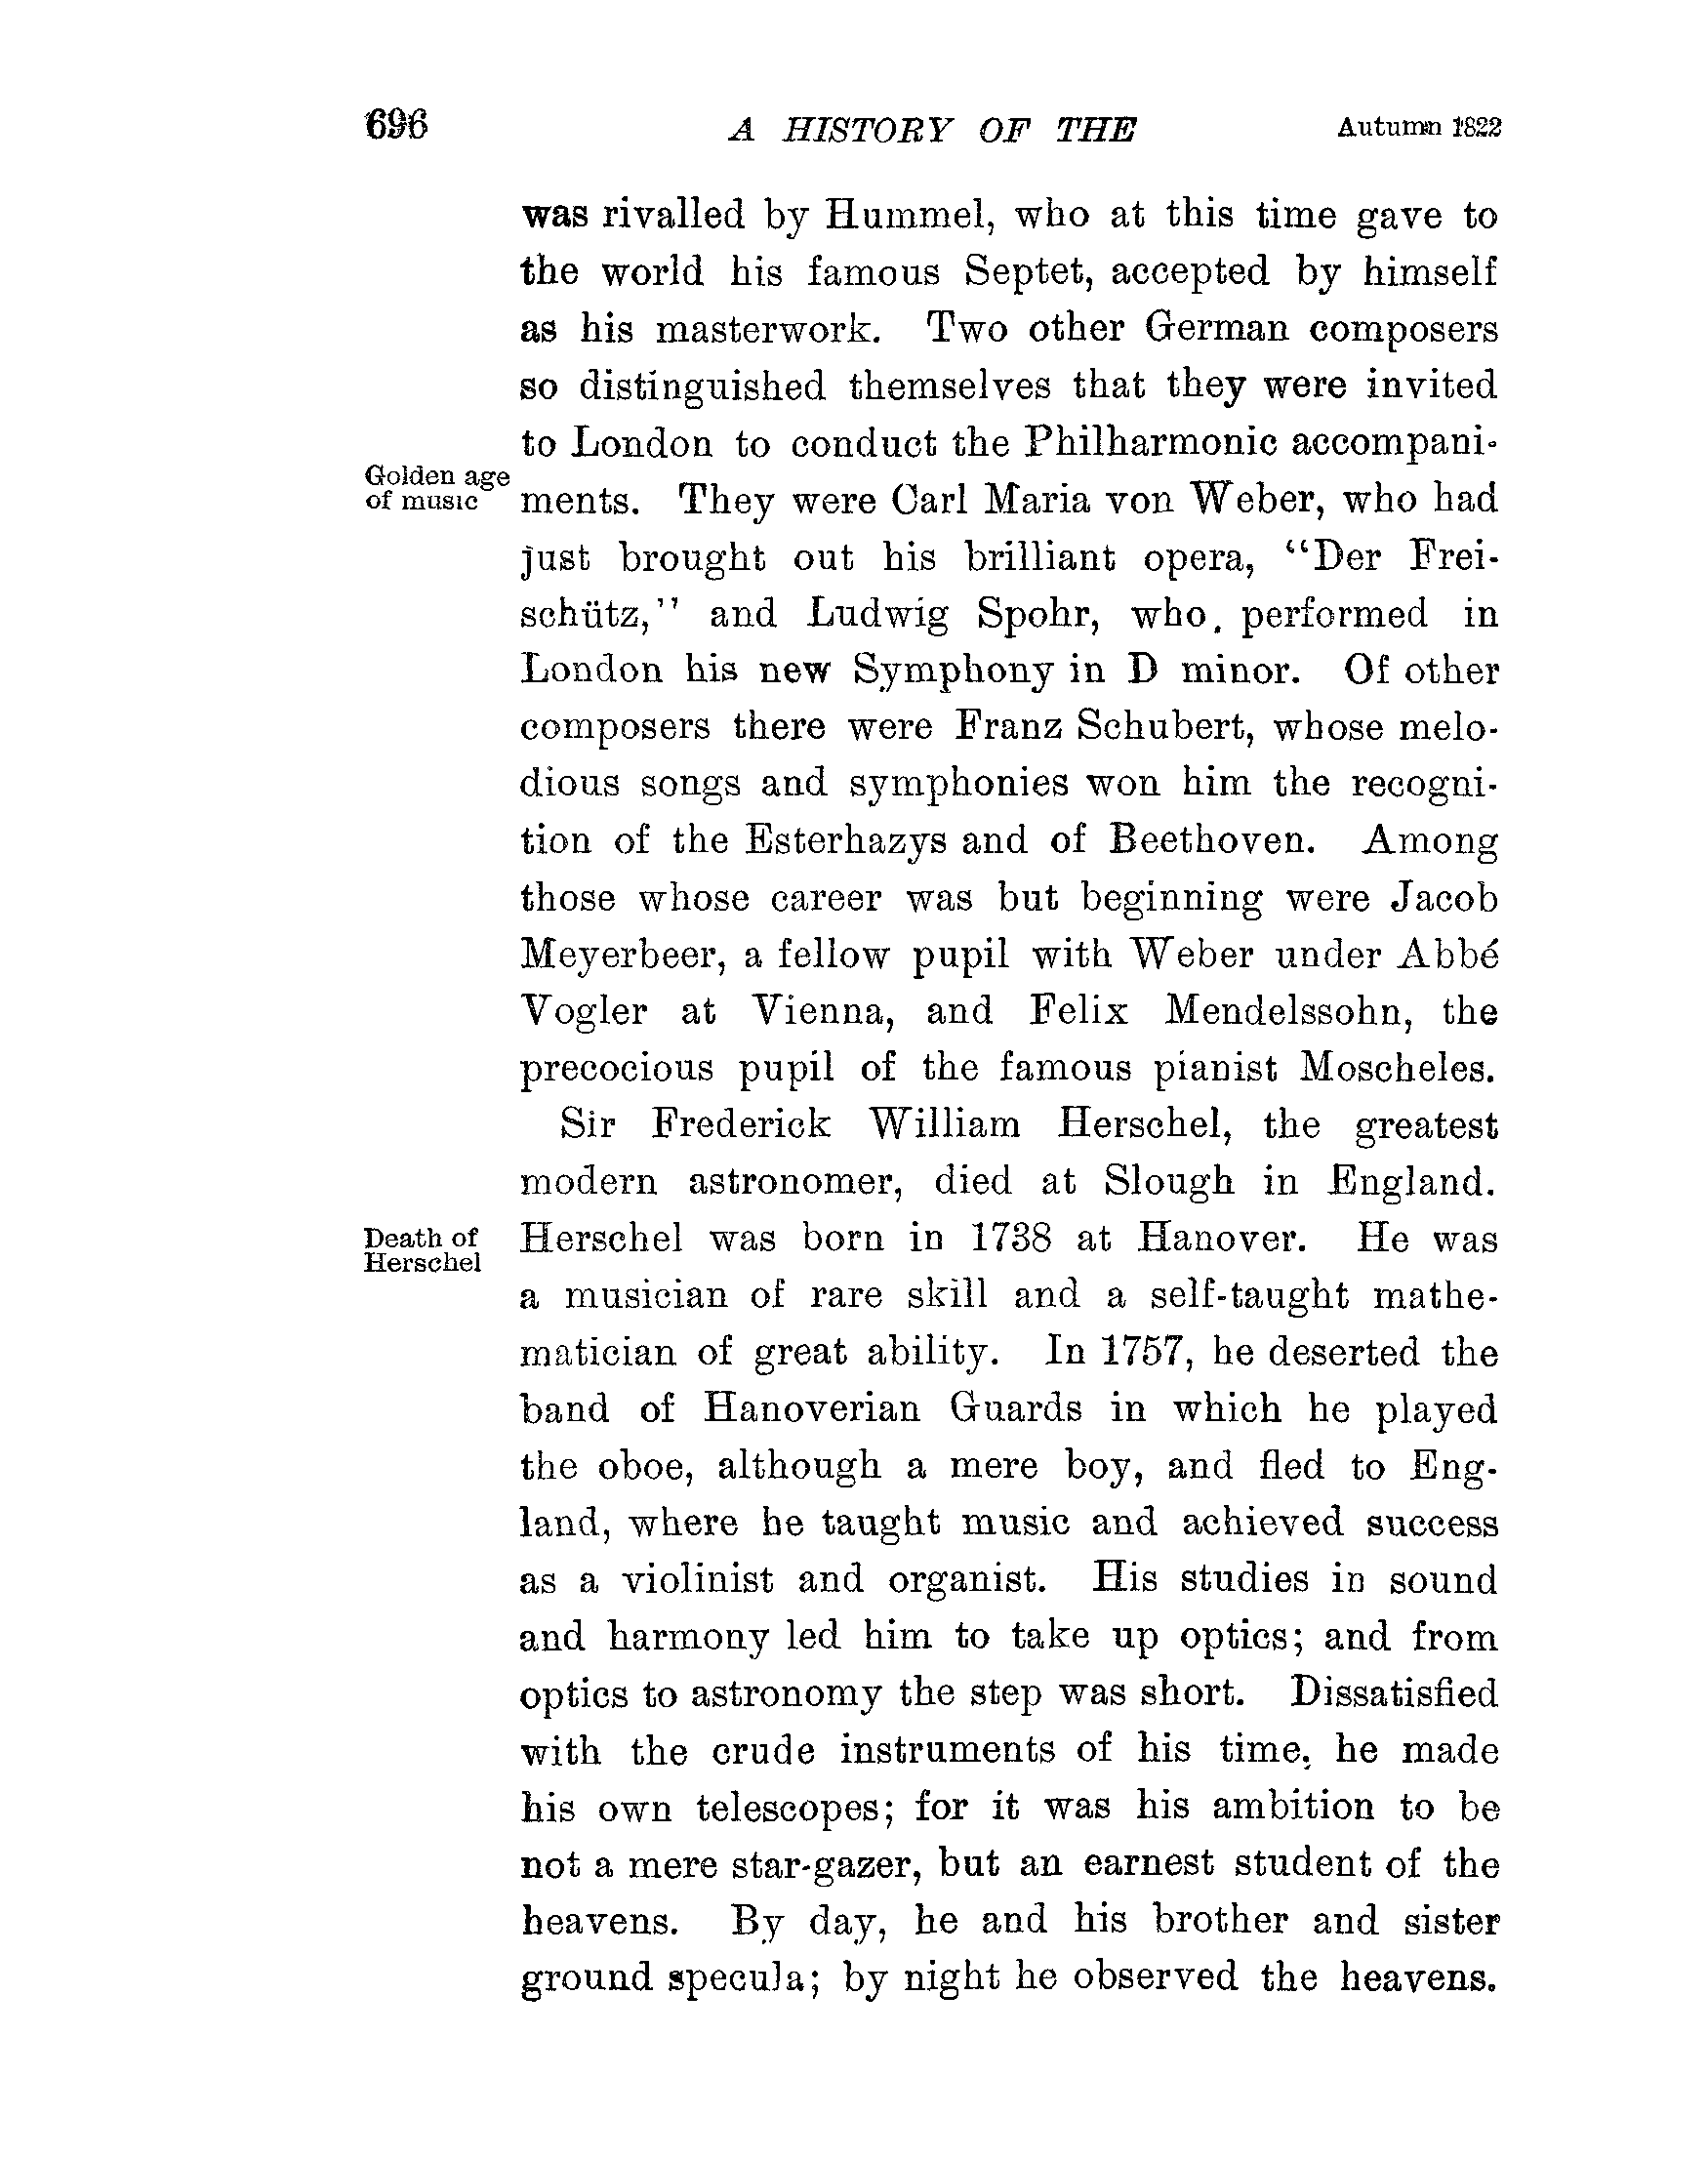 696 A HISTORY OF THE Autumn 1822
was rivalled by Hummel, who at this time gave to
the world his famous Septet, accepted by himself
as his masterwork. Two other German composers
so distinguished themselves that they were invited
to London to conduct the Philharmonic accompani-
Golden age
of music
ments. They were Carl Maria von Weber, who had
just brought out his brilliant opera, "Der Frei-
schütz," and Ludwig Spohr, who. performed in
London his new Symphony in D minor. Of other
composers there were Franz Schubert, whose melo-
dious songs and symphonies won him the recogni-
tion of the Esterhazys and of Beethoven. Among
those whose career was but beginning were Jacob
Meyerbeer, a fellow pupil with Weber under Abbé
Vogler at Vienna, and Felix Mendelssohn, the
precocious pupil of the famous pianist Moscheles.
Sir Frederick William Herschel, the greatest
modern astronomer, died at Slough in England.
Death of
Herschel
Herschel was born in 1738 at Hanover. He was
a musician of rare skill and a self-taught mathe-
matician of great ability. In 1757, he deserted the
band of Hanoverian Guards in which he played
the oboe, although a mere boy, and fled to Eng-
land, where he taught music and achieved success
as a violinist and organist. His studies in sound
and harmony led him to take up optics; and from
optics to astronomy the step was short. Dissatisfied
with the crude instruments of his time, he made
his own telescopes; for it was his ambition to be
not a mere star-gazer, but an earnest student of the
heavens. By day, he and his brother and sister
ground specula; by night he observed the heavens.